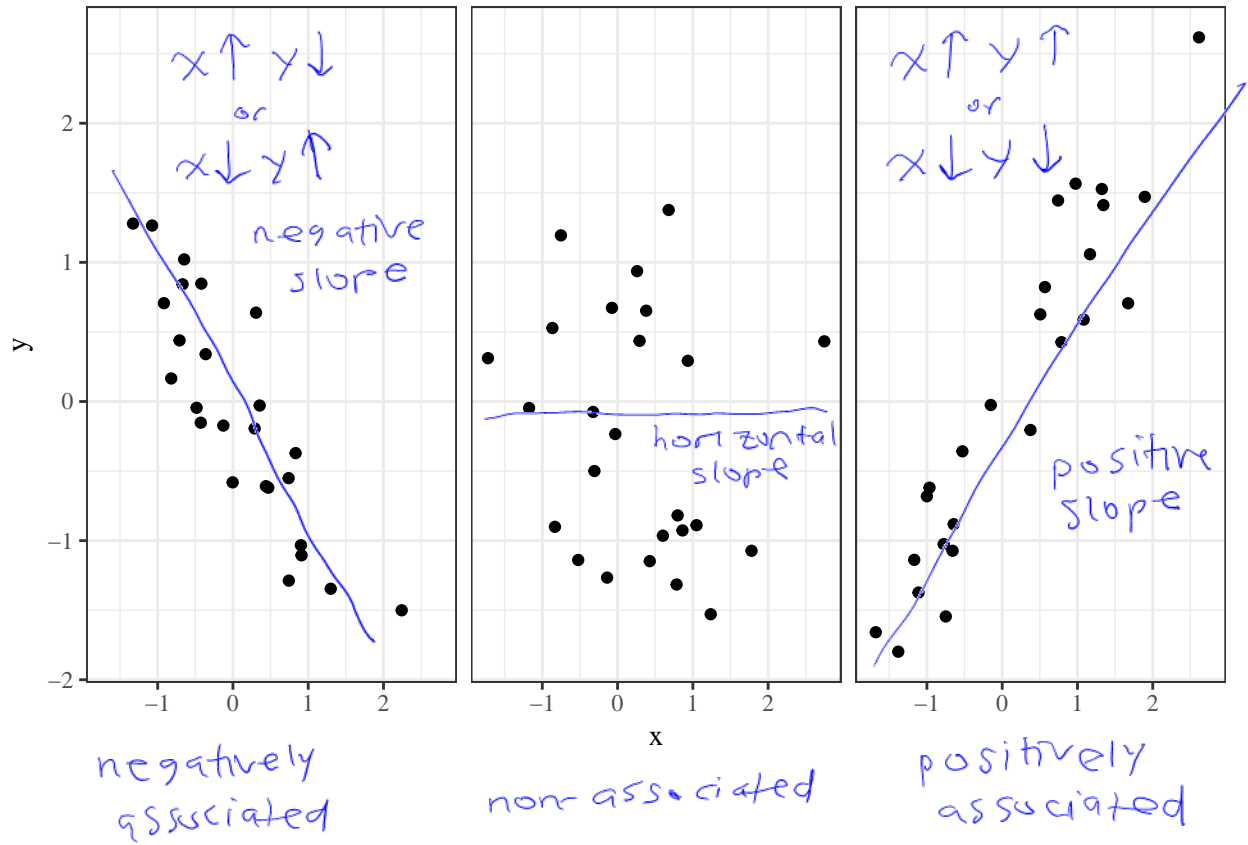 X ↑ Y ↓
or
X ↓ Y ↑
negative
slope
horizontal
slope
X ↑ Y ↑
or
X ↓ Y ↓
positive
slope
y
2
1
0
−1
−2
−1 0 1 2
−1 0 1 2
−1 0 1 2
x
negatively
associated
non-associated
positively
associated